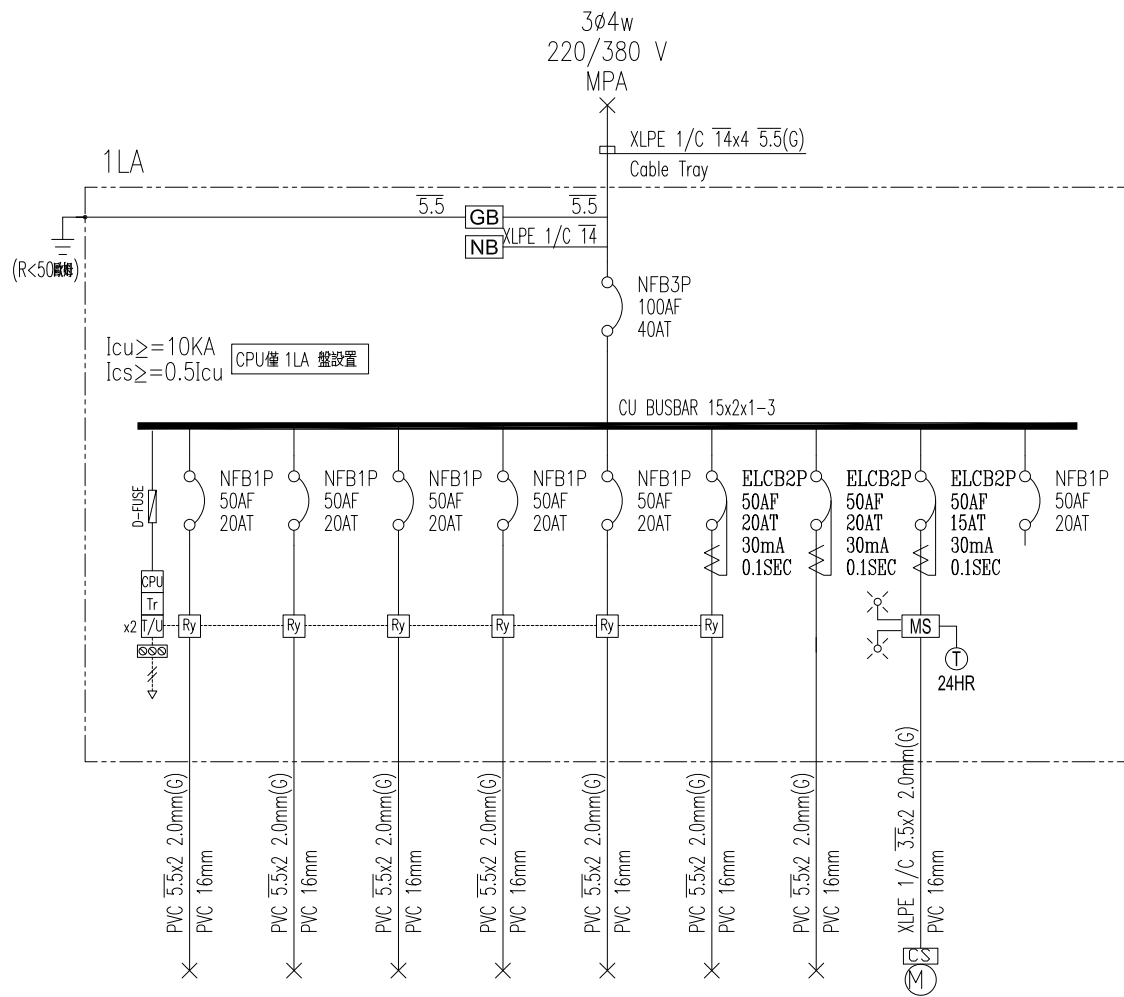 3ø4w
220/380 V
MPA
XLPE 1/C 14x4 5.5(G)
Cable Tray
1LA
5.5
GB
5.5
NB
XLPE 1/C 14
(R<50歐姆)
NFB3P
100AF
40AT
Icu≥=10KA
Ics≥=0.5Icu
CPU僅 1LA 盤設置
CU BUSBAR 15x2x1-3
D-FUSE
NFB1P
50AF
20AT
NFB1P
50AF
20AT
NFB1P
50AF
20AT
NFB1P
50AF
20AT
NFB1P
50AF
20AT
ELCB2P
50AF
20AT
30mA
0.1SEC
ELCB2P
50AF
20AT
30mA
0.1SEC
ELCB2P
50AF
15AT
30mA
0.1SEC
NFB1P
50AF
20AT
CPU
Tr
x2 T/U
Ry
Ry
Ry
Ry
Ry
Ry
MS
T
24HR
PVC 5.5x2 2.0mm(G)
PVC 16mm
PVC 5.5x2 2.0mm(G)
PVC 16mm
PVC 5.5x2 2.0mm(G)
PVC 16mm
PVC 5.5x2 2.0mm(G)
PVC 16mm
PVC 5.5x2 2.0mm(G)
PVC 16mm
PVC 5.5x2 2.0mm(G)
PVC 16mm
PVC 5.5x2 2.0mm(G)
PVC 16mm
XLPE 1/C 3.5x2 2.0mm(G)
PVC 16mm
CS
M